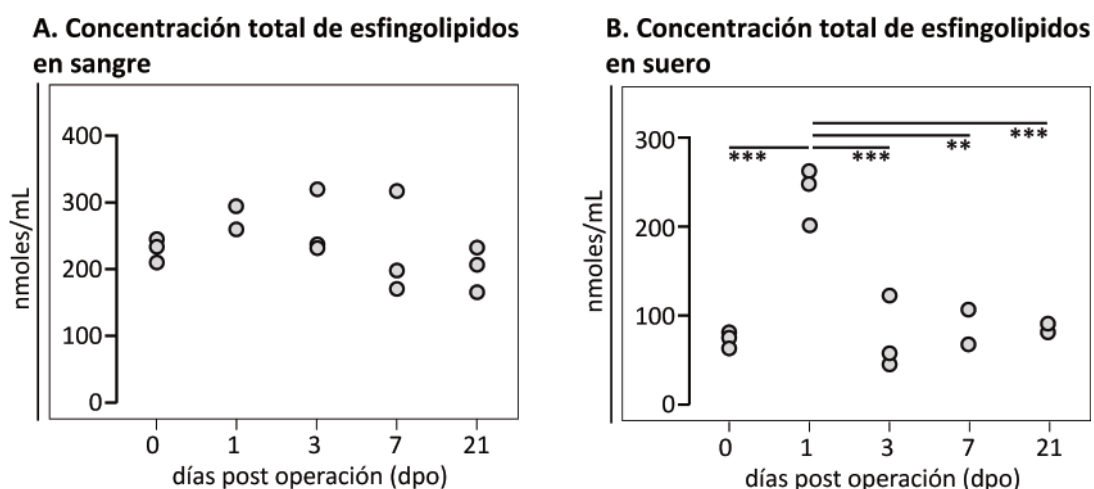 A. Concentración total de esfingolipidos
en sangre
400
300
200
100
0
nmoles/mL
0 1 3 7 21
días post operación (dpo)
B. Concentración total de esfingolipidos
en suero
300
200
100
0
nmoles/mL
*** *** ** ***
0 1 3 7 21
días post operación (dpo)